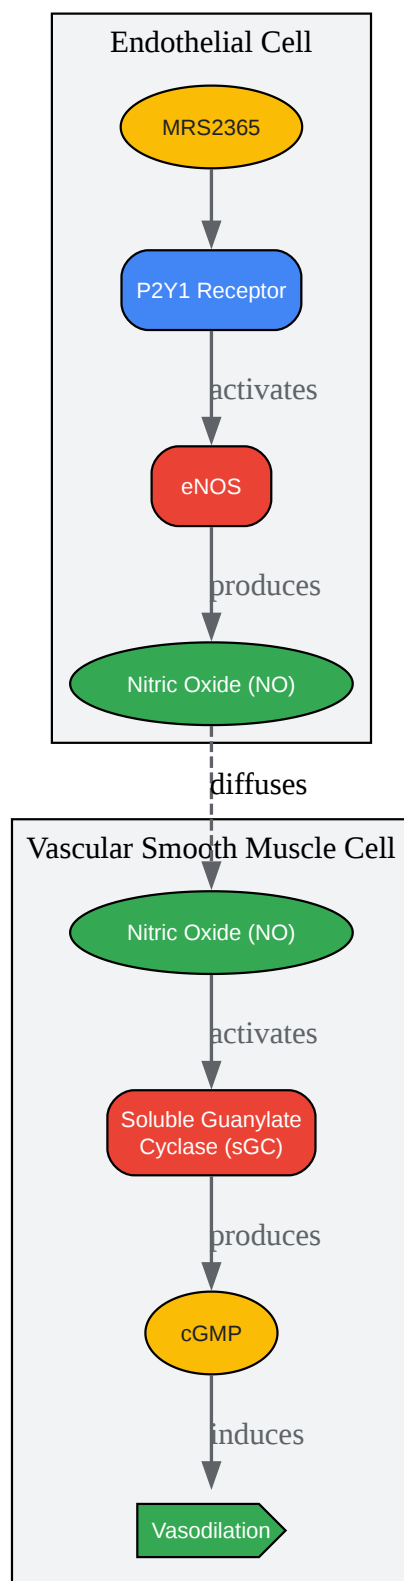 Endothelial Cell
MRS2365
P2Y1 Receptor
activates
eNOS
produces
Nitric Oxide (NO)
diffuses
Vascular Smooth Muscle Cell
Nitric Oxide (NO)
activates
Soluble Guanylate
Cyclase (sGC)
produces
cGMP
induces
Vasodilation